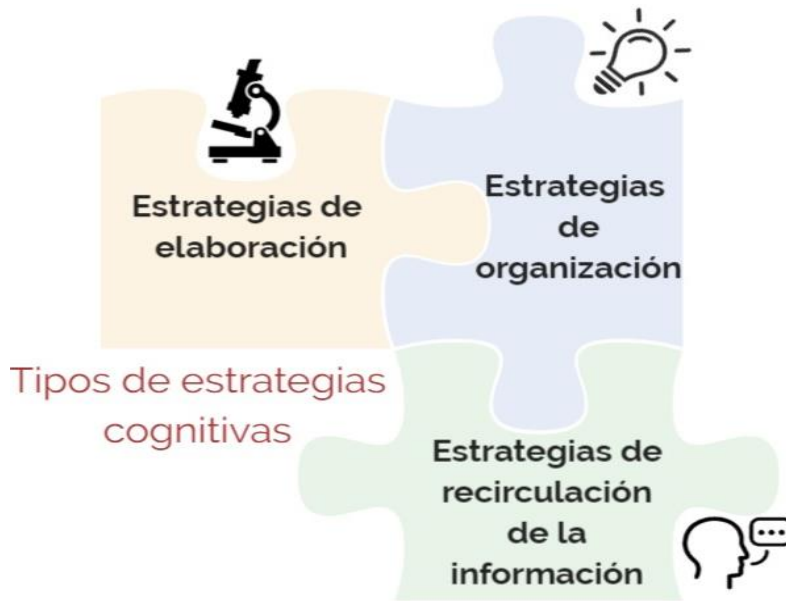 Estrategias de
elaboración
Estrategias
de
organización
Tipos de estrategias
cognitivas
Estrategias de
recirculación
de la
información